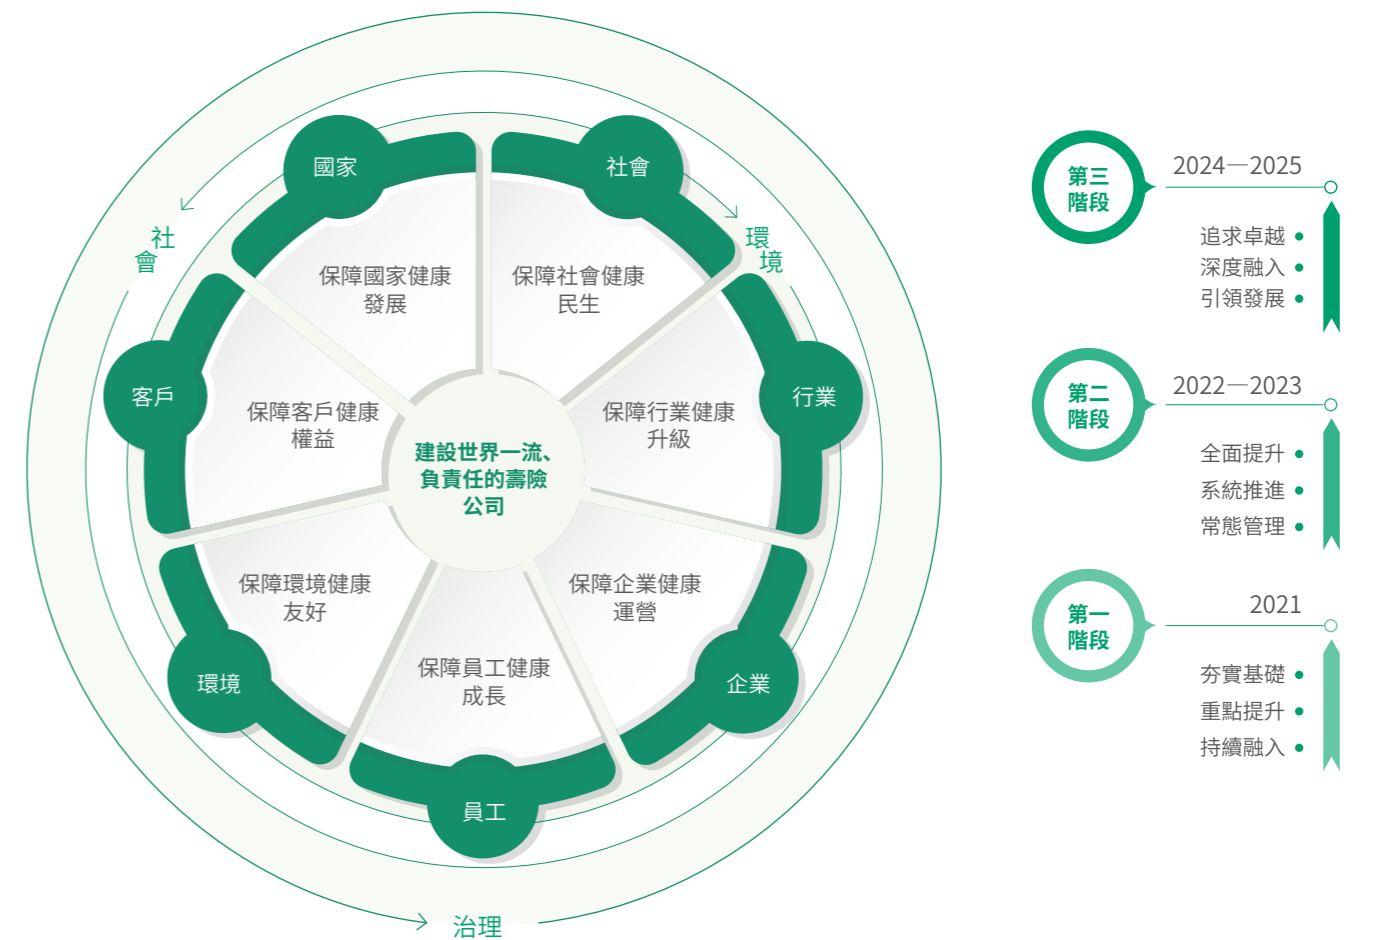 國家
社會
社
會
環
境
保障國家健康
發展
保障社會健康
民生
客戶
行業
保障客戶健康
權益
保障行業健康
升級
建設世界一流、
負責任的壽險
公司
保障環境健康
友好
保障企業健康
運營
環境
企業
保障員工健康
成長
員工
治理
第三
階段
2024—2025
追求卓越
深度融入
引領發展
第二
階段
2022—2023
全面提升
系統推進
常態管理
第一
階段
2021
夯實基礎
重點提升
持續融入